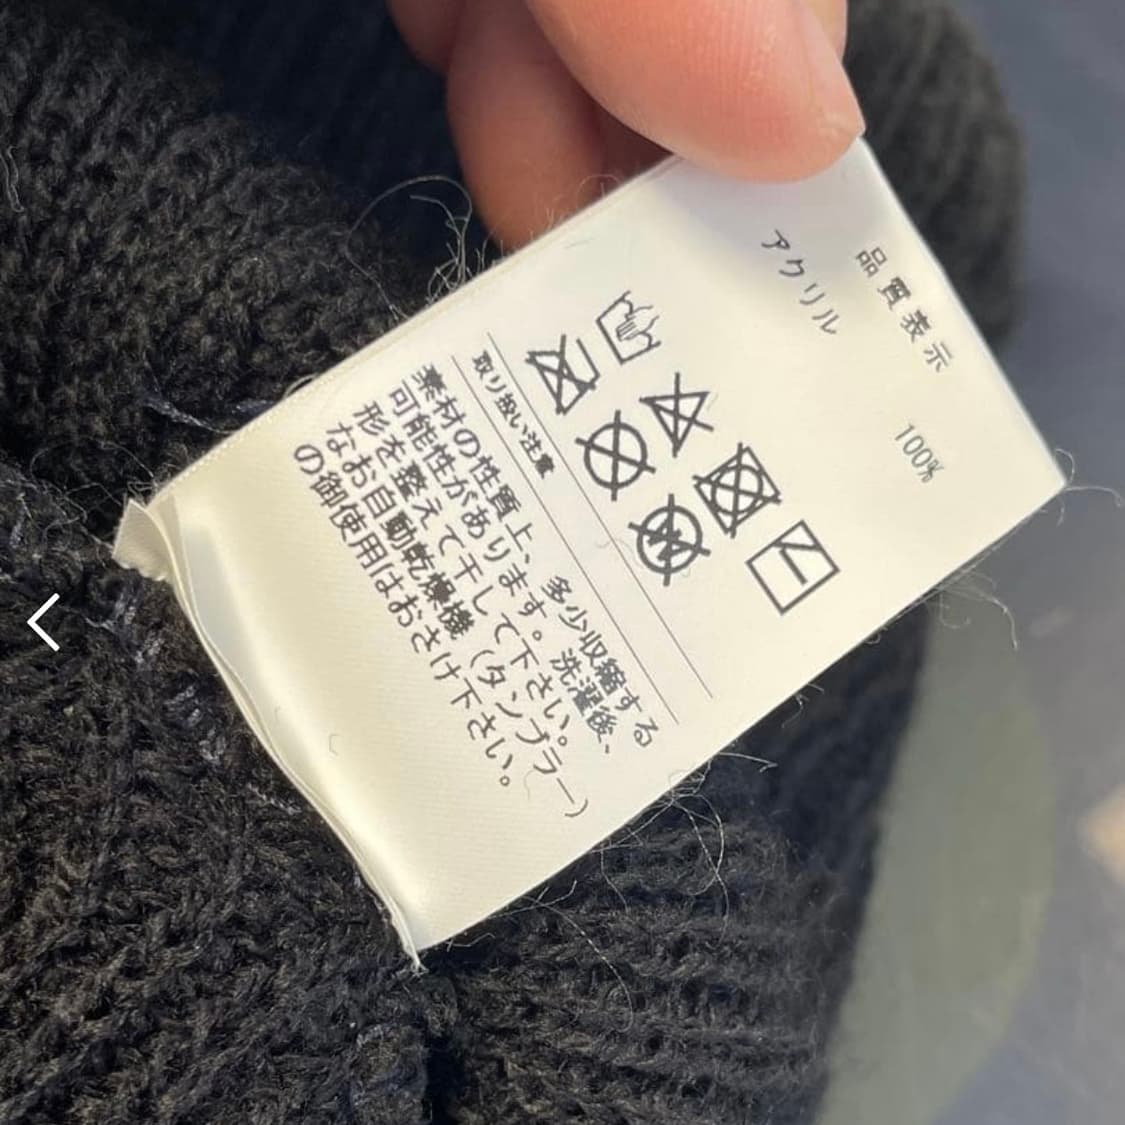 品質表示
アクリル 100%
取り扱い注意
素材の性質上、多少収縮する
可能性があります。洗濯後、
形を整えて干して下さい。
なお自動乾燥機(タンブラー)
の御使用はおさけ下さい。